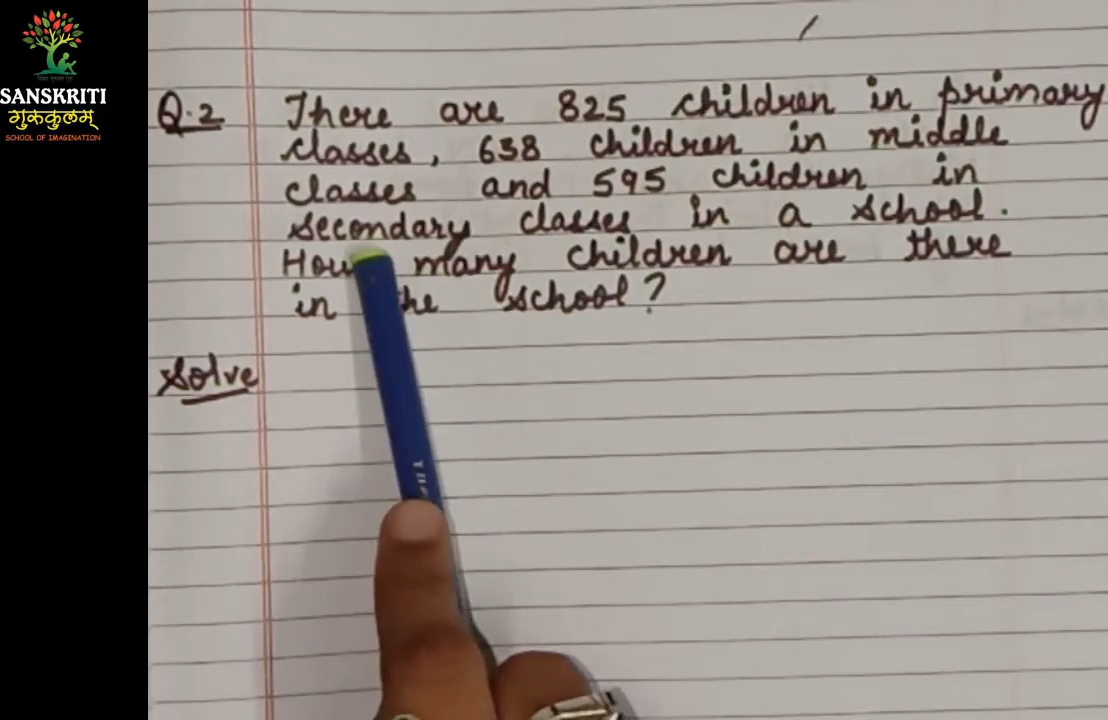 SANSKRITI
गुरुकुलम्
SCHOOL OF IMAGINATION
Q.2 There are 825 children in primary
classes, 638 children in middle
classes and 595 children in
secondary classes in a school.
How many children are there
in the school?
Solve